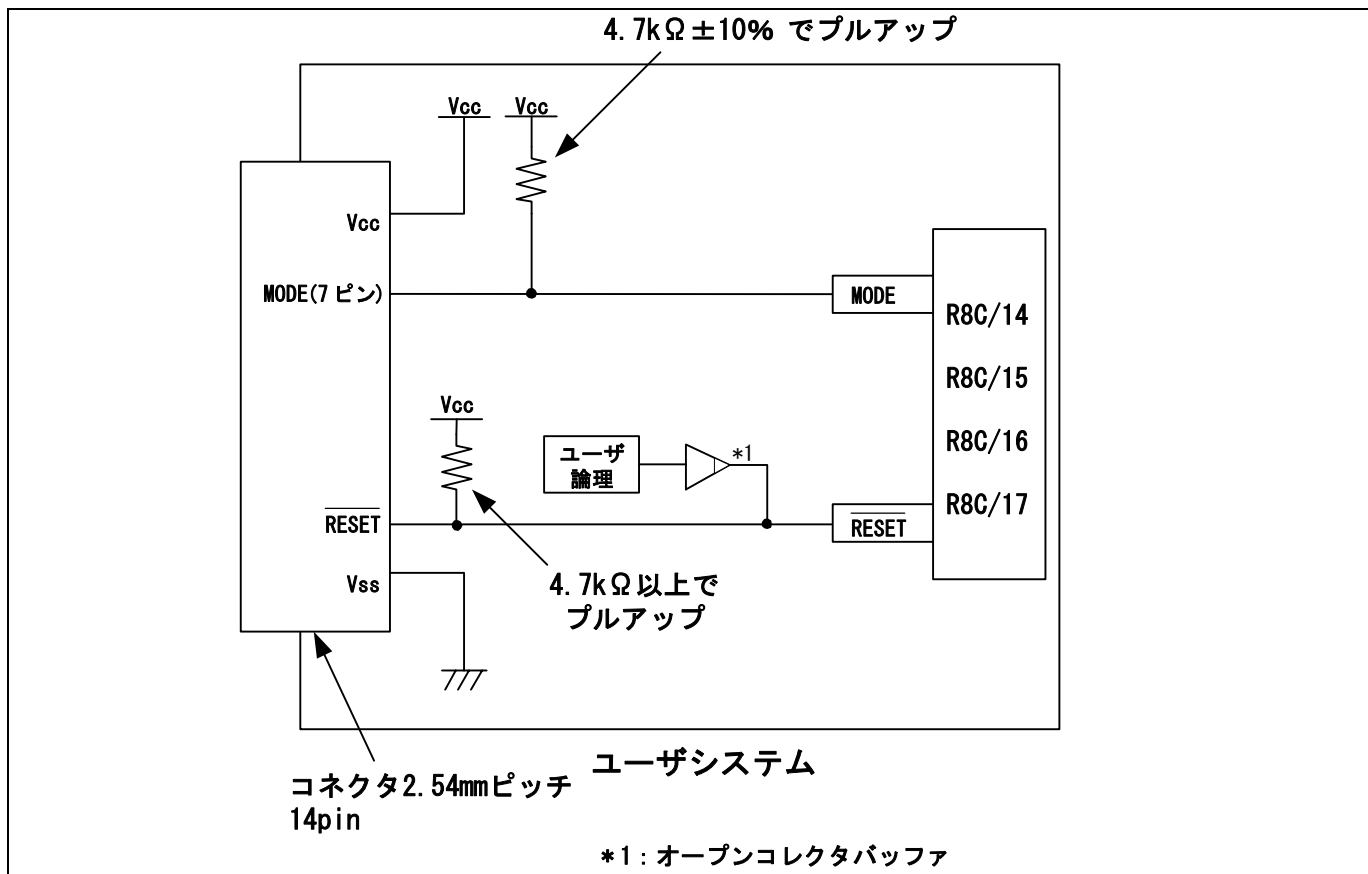 4.7kΩ±10% でプルアップ
Vcc
Vcc
Vcc
MODE(7 ピン)
MODE
R8C/14
R8C/15
R8C/16
R8C/17
Vcc
ユーザ
論理
*1
RESET
RESET
Vss
4.7kΩ以上で
プルアップ
ユーザシステム
コネクタ2.54mmピッチ
14pin
*1：オープンコレクタバッファ